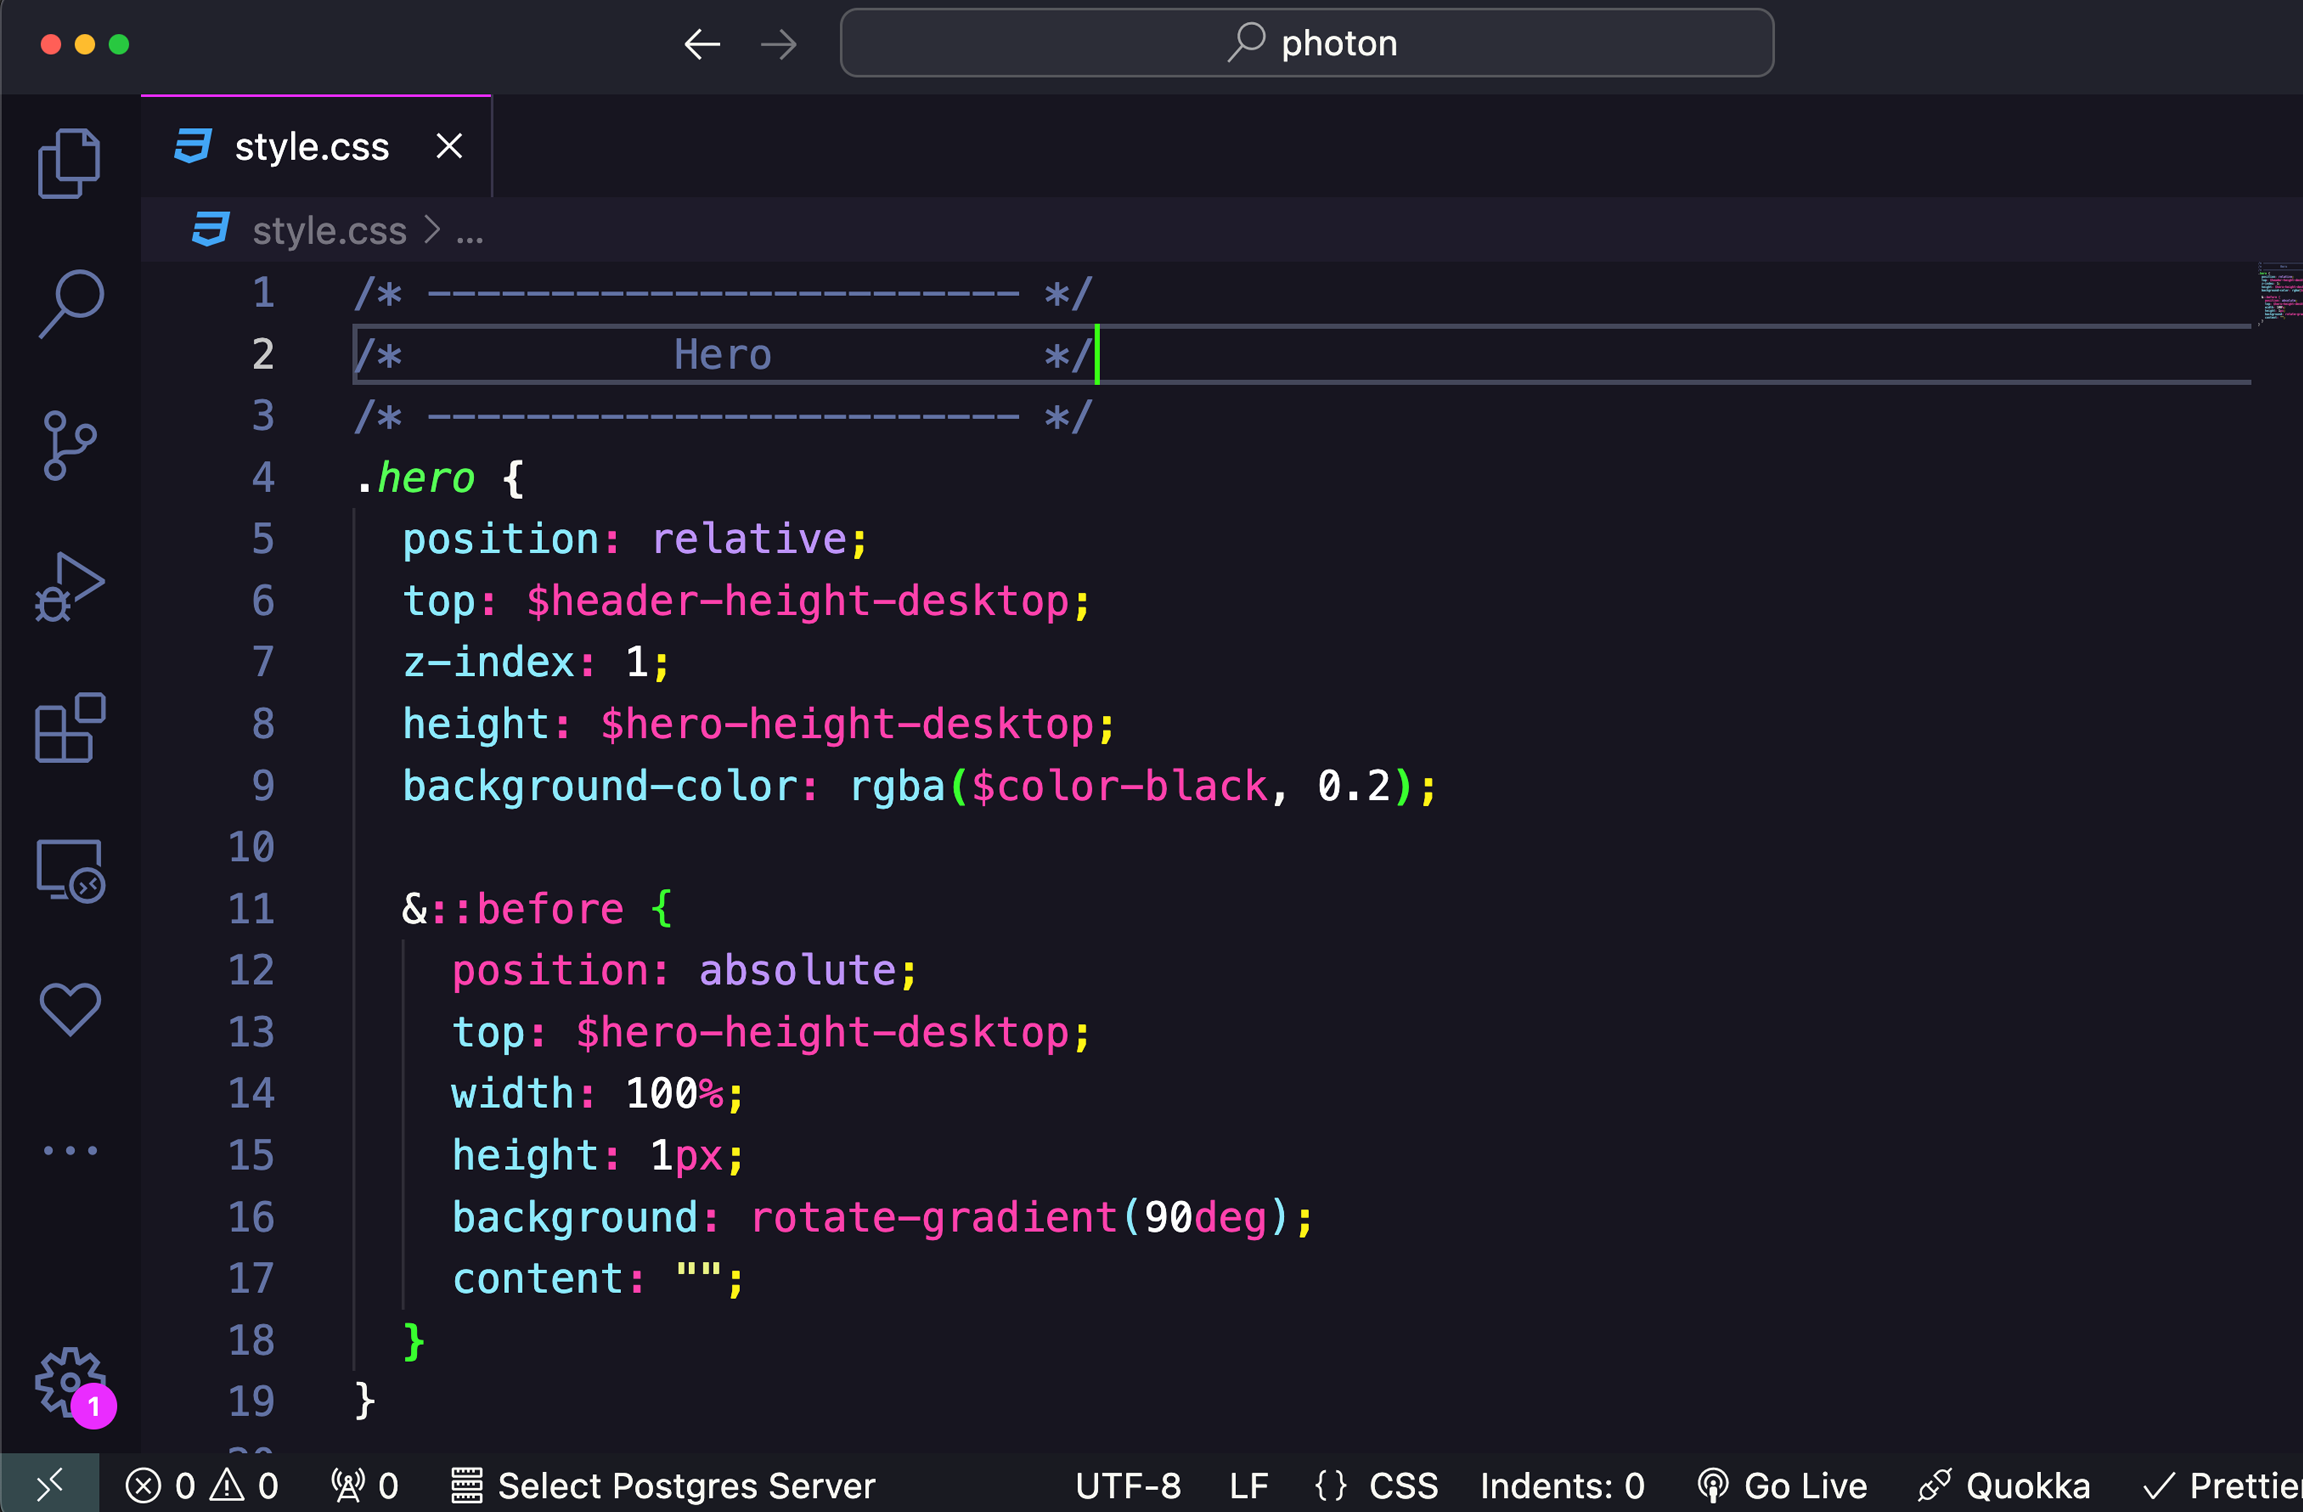 photon
style.css
style.css > ...
1 /* ------------------------ */
2 /*           Hero           */
3 /* ------------------------ */
4 .hero {
5   position: relative;
6   top: $header-height-desktop;
7   z-index: 1;
8   height: $hero-height-desktop;
9   background-color: rgba($color-black, 0.2);
10
11   &::before {
12     position: absolute;
13     top: $hero-height-desktop;
14     width: 100%;
15     height: 1px;
16     background: rotate-gradient(90deg);
17     content: "";
18   }
19 }
1
0 0 0 Select Postgres Server UTF-8 LF {} CSS Indents: 0 Go Live Quokka Prettier